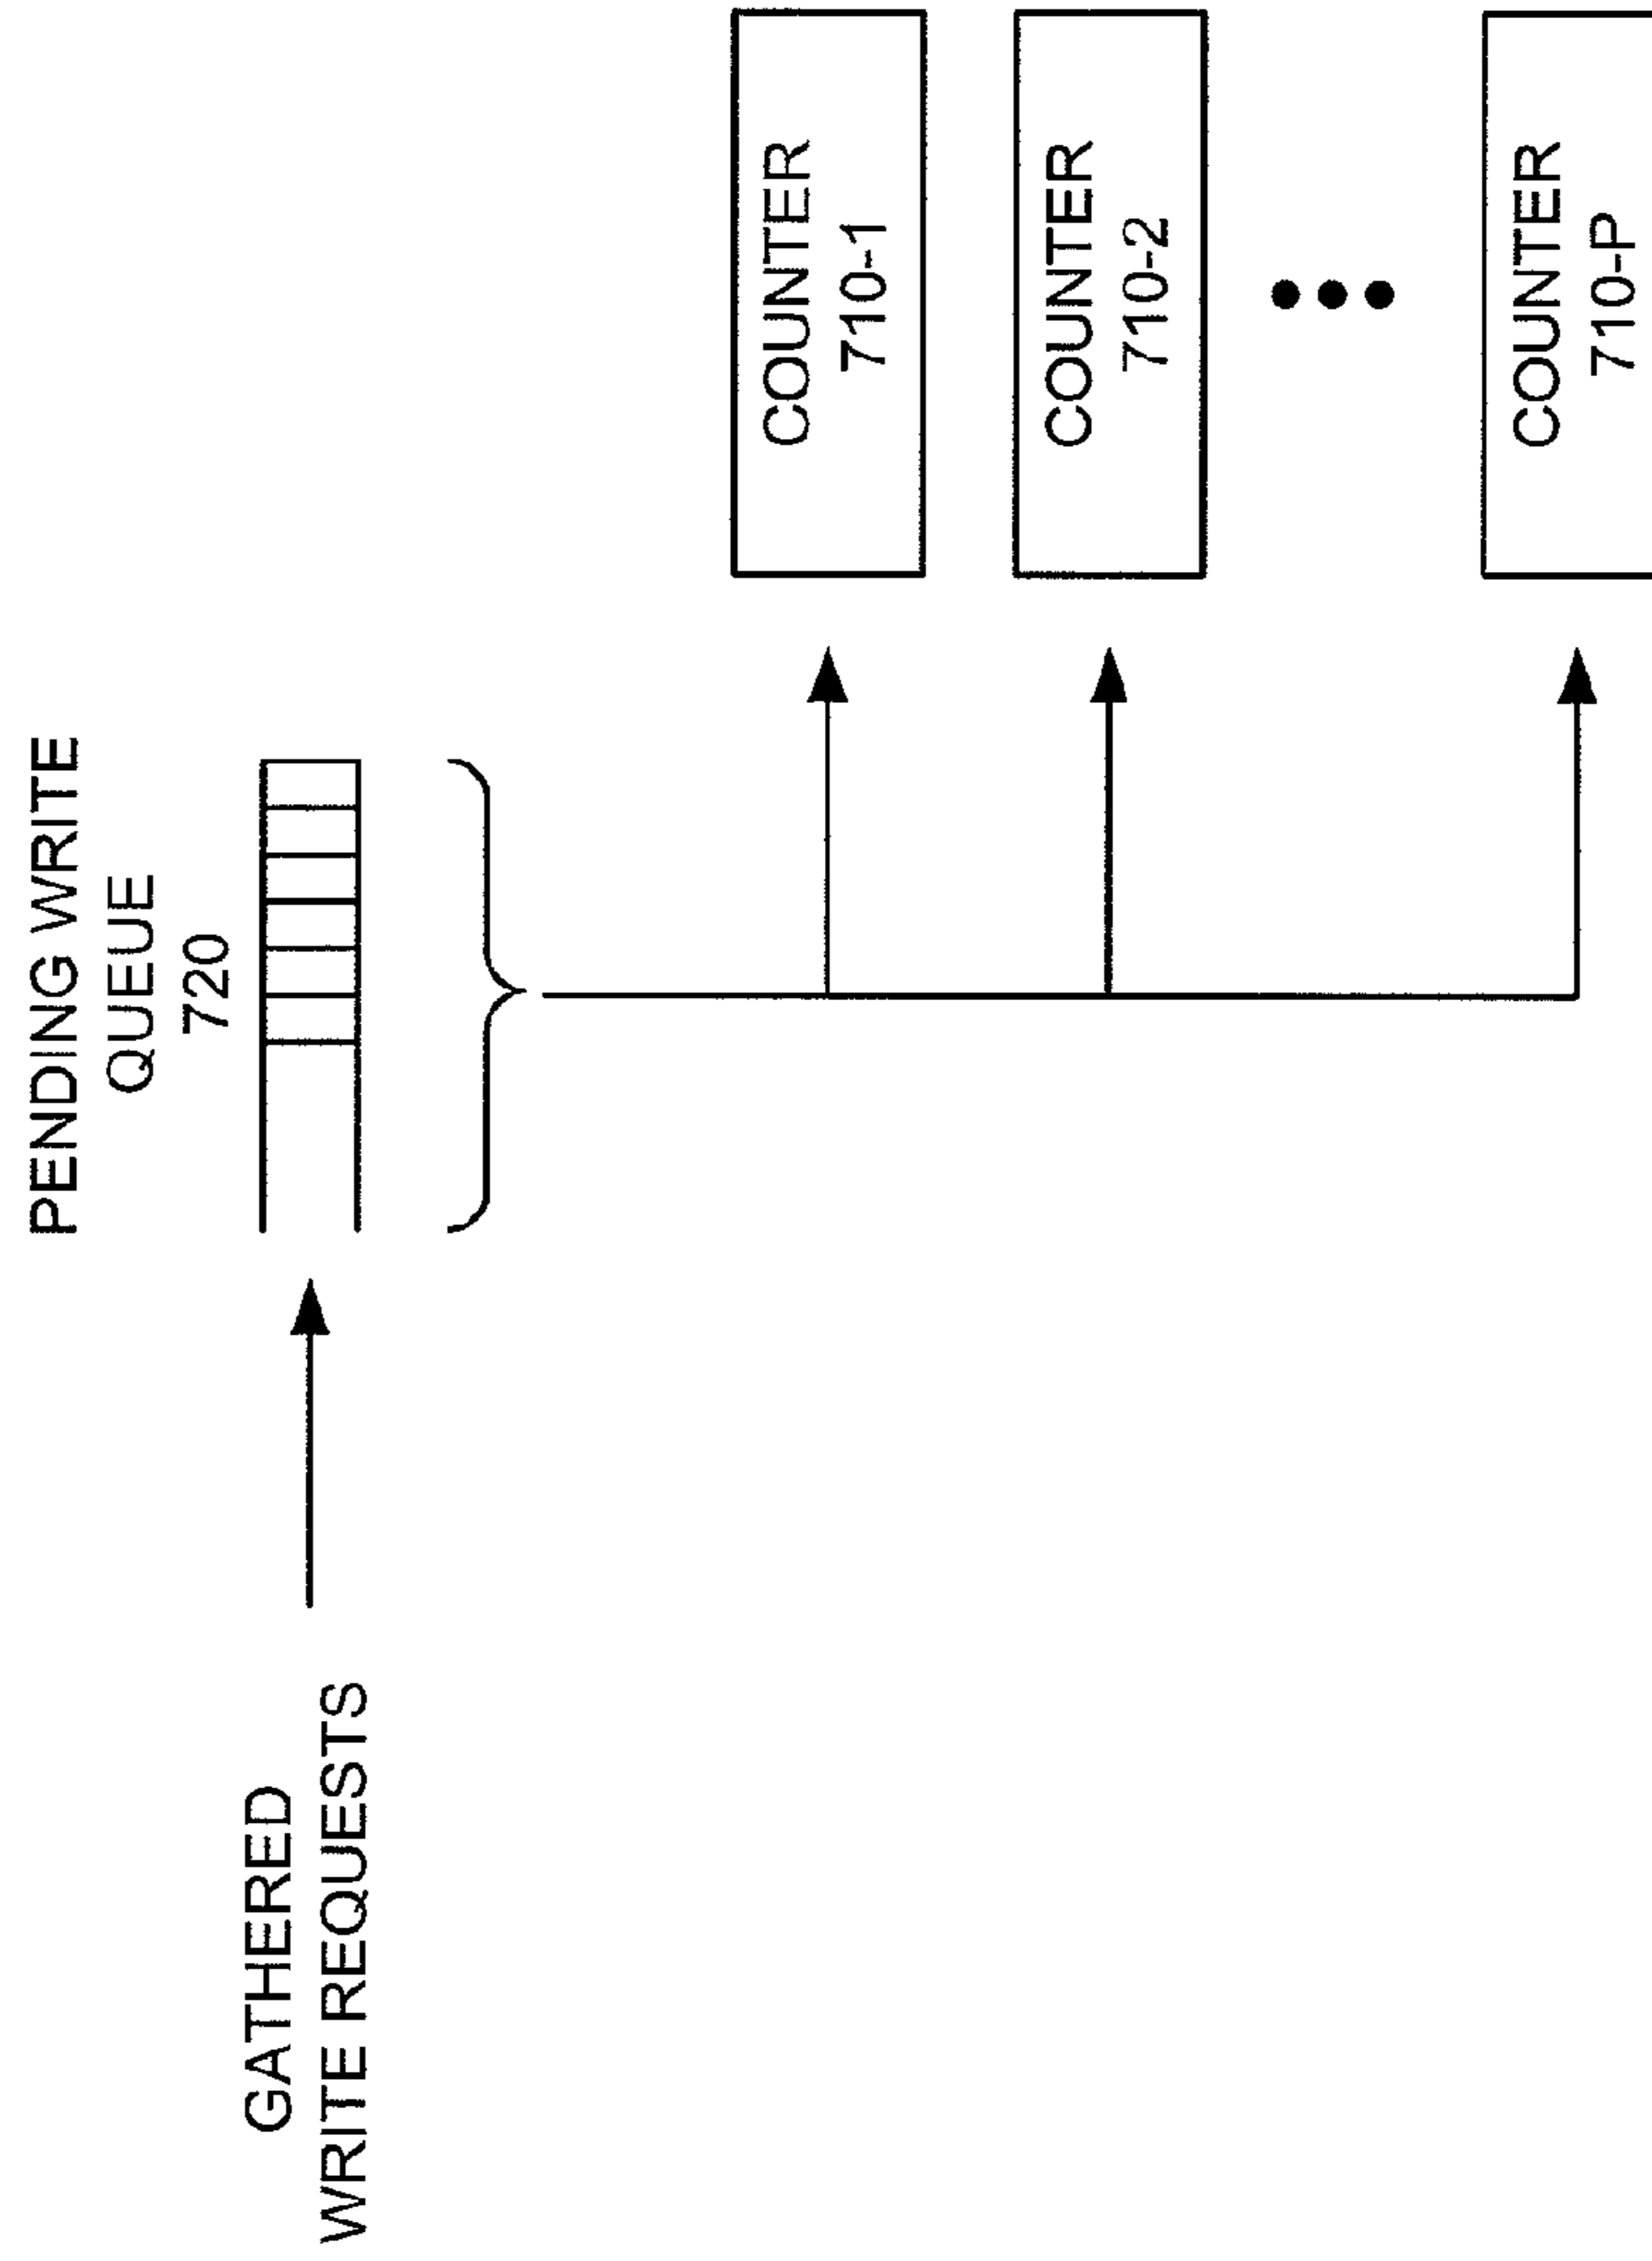 PENDING WRITE
QUEUE
720
GATHERED
WRITE REQUESTS
COUNTER
710-1
COUNTER
710-2
COUNTER
710-P